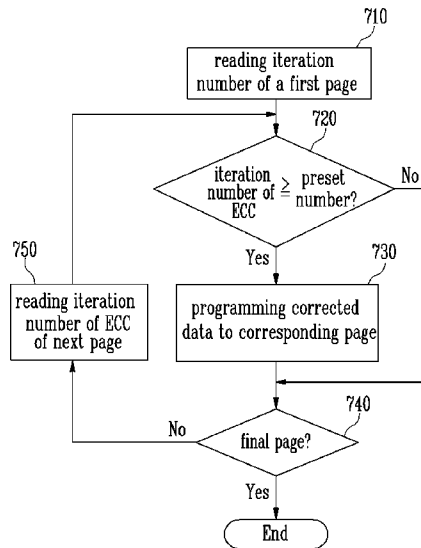 710
reading iteration
number of a first page
720
iteration
number of
ECC
≧
preset
number?
No
Yes
750
730
reading iteration
number of ECC
of next page
programming corrected
data to corresponding page
740
No
final page?
Yes
End